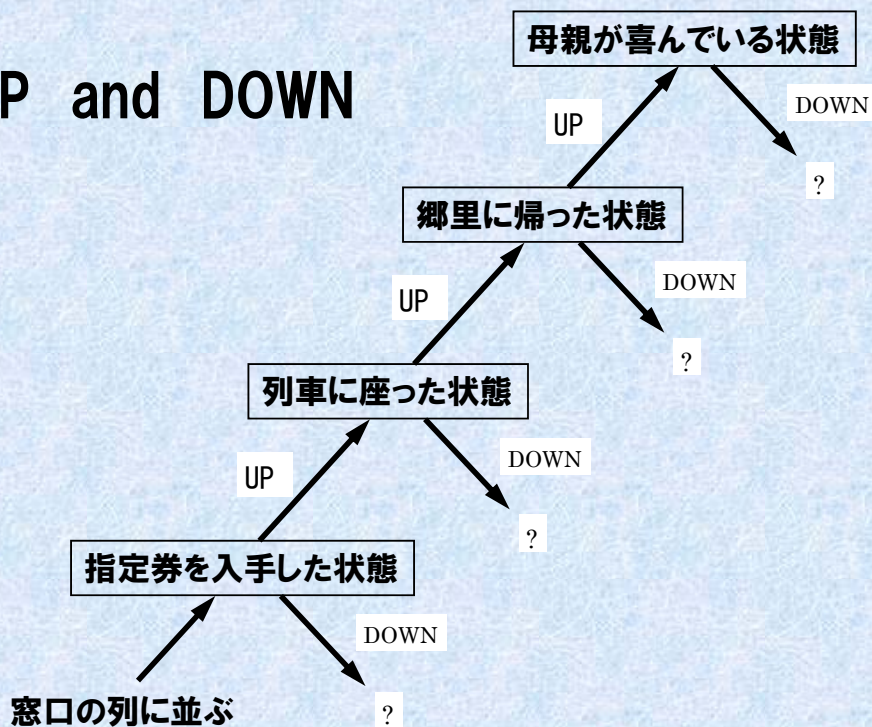 P and DOWN
母親が喜んでいる状態
DOWN
UP
?
郷里に帰った状態
DOWN
UP
?
列車に座った状態
DOWN
UP
?
指定券を入手した状態
DOWN
窓口の列に並ぶ
?